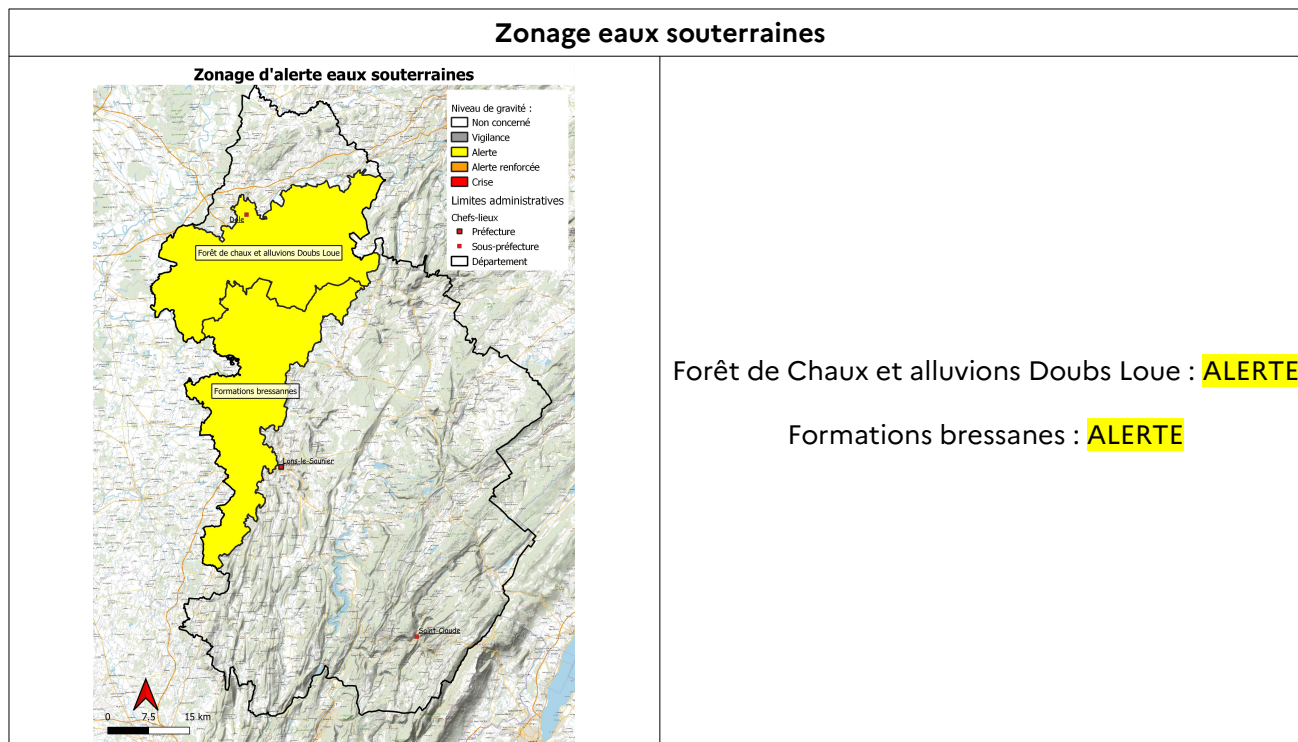 Zonage eaux souterraines
Zonage d'alerte eaux souterraines
Niveau de gravité :
Non concerné
Vigilance
Alerte
Alerte renforcée
Crise
Limites administratives
Chefs-lieux
Préfecture
Sous-préfecture
Département
Dole
Forêt de chaux et alluvions Doubs Loue
Formations bressannes
Lons-le-Saunier
Saint-Claude
0 7.5 15 km
Forêt de Chaux et alluvions Doubs Loue : ALERTE
Formations bressanes : ALERTE